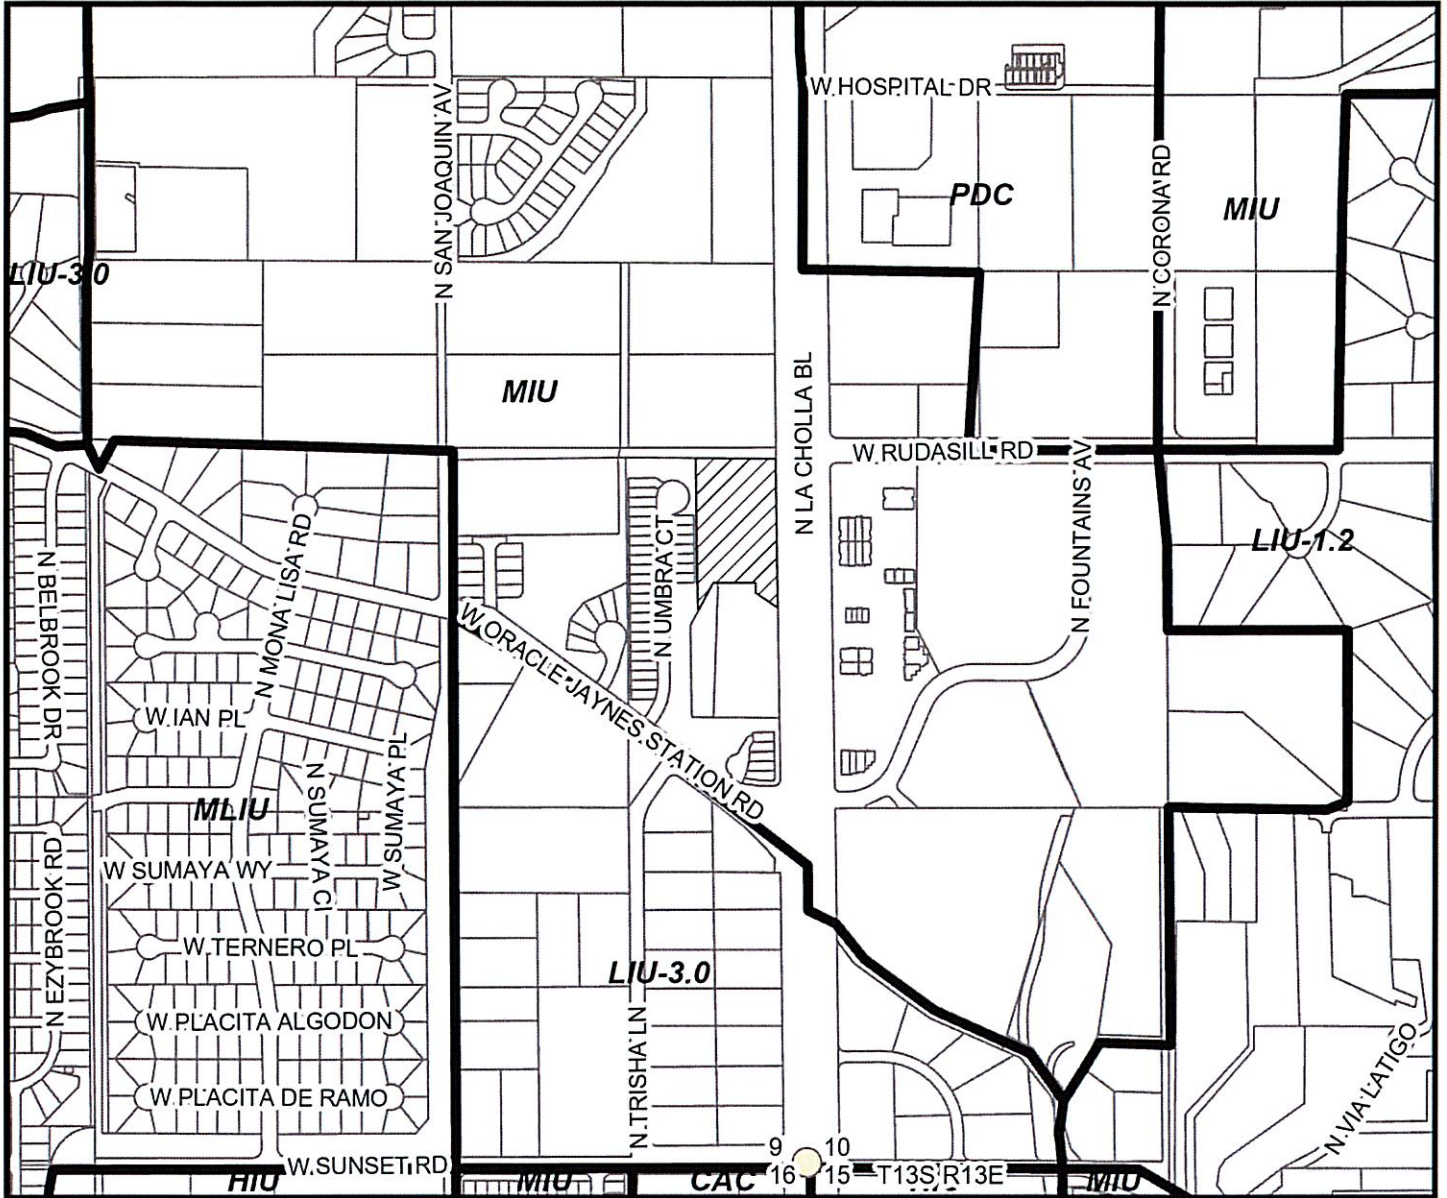 W HOSPITAL DR
N SAN JOAQUIN AV
PDC
N CORONA RD
MIU
LIU-3.0
MIU
N LA CHOLLA BL
W RUDASILL RD
N FOUNTAINS AV
LIU-1.2
N BELBROOK DR
N MONA LISA RD
N UMBRA CT
W ORACLE JAYNES STATION RD
W IAN PL
N SUMAYA PL
MLIU
N SUMAYA CI
W SUMAYA PL
W SUMAYA WY
N EZYBROOK RD
W TERNERO PL
LIU-3.0
W PLACITA ALGODON
N TRISHA LN
W PLACITA DE RAMO
N VIA LATIGO
W SUNSET RD
9 10
16 15 T13S R13E
HIU
MIU
CAC
MIU